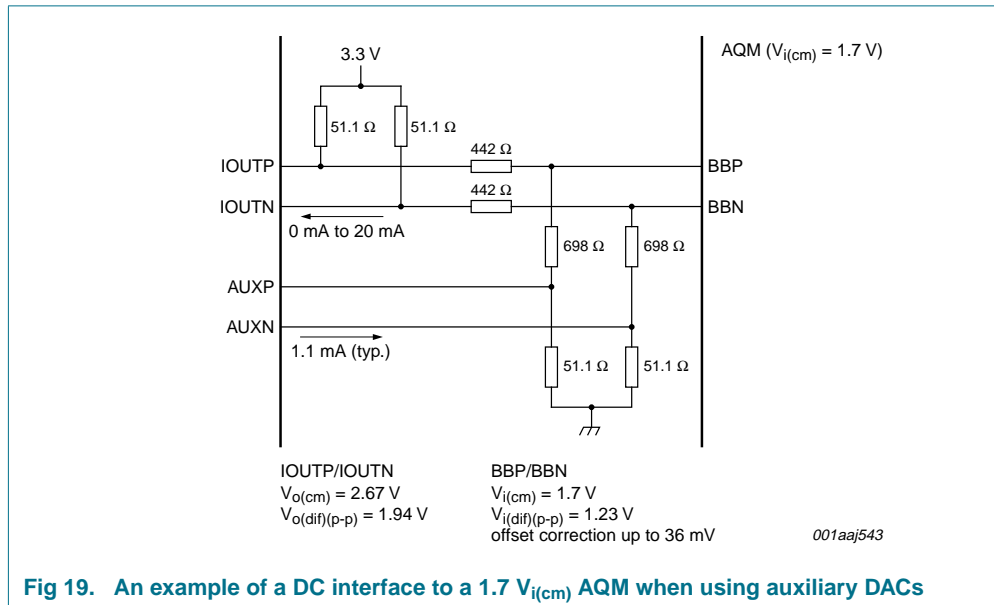 3.3 V
AQM (Vi(cm) = 1.7 V)
51.1 Ω
51.1 Ω
442 Ω
IOUTP
BBP
442 Ω
IOUTN
BBN
0 mA to 20 mA
698 Ω
698 Ω
AUXP
AUXN
1.1 mA (typ.)
51.1 Ω
51.1 Ω
IOUTP/IOUTN
Vo(cm) = 2.67 V
Vo(dif)(p-p) = 1.94 V
BBP/BBN
Vi(cm) = 1.7 V
Vi(dif)(p-p) = 1.23 V
offset correction up to 36 mV
001aaj543
Fig 19. An example of a DC interface to a 1.7 Vi(cm) AQM when using auxiliary DACs